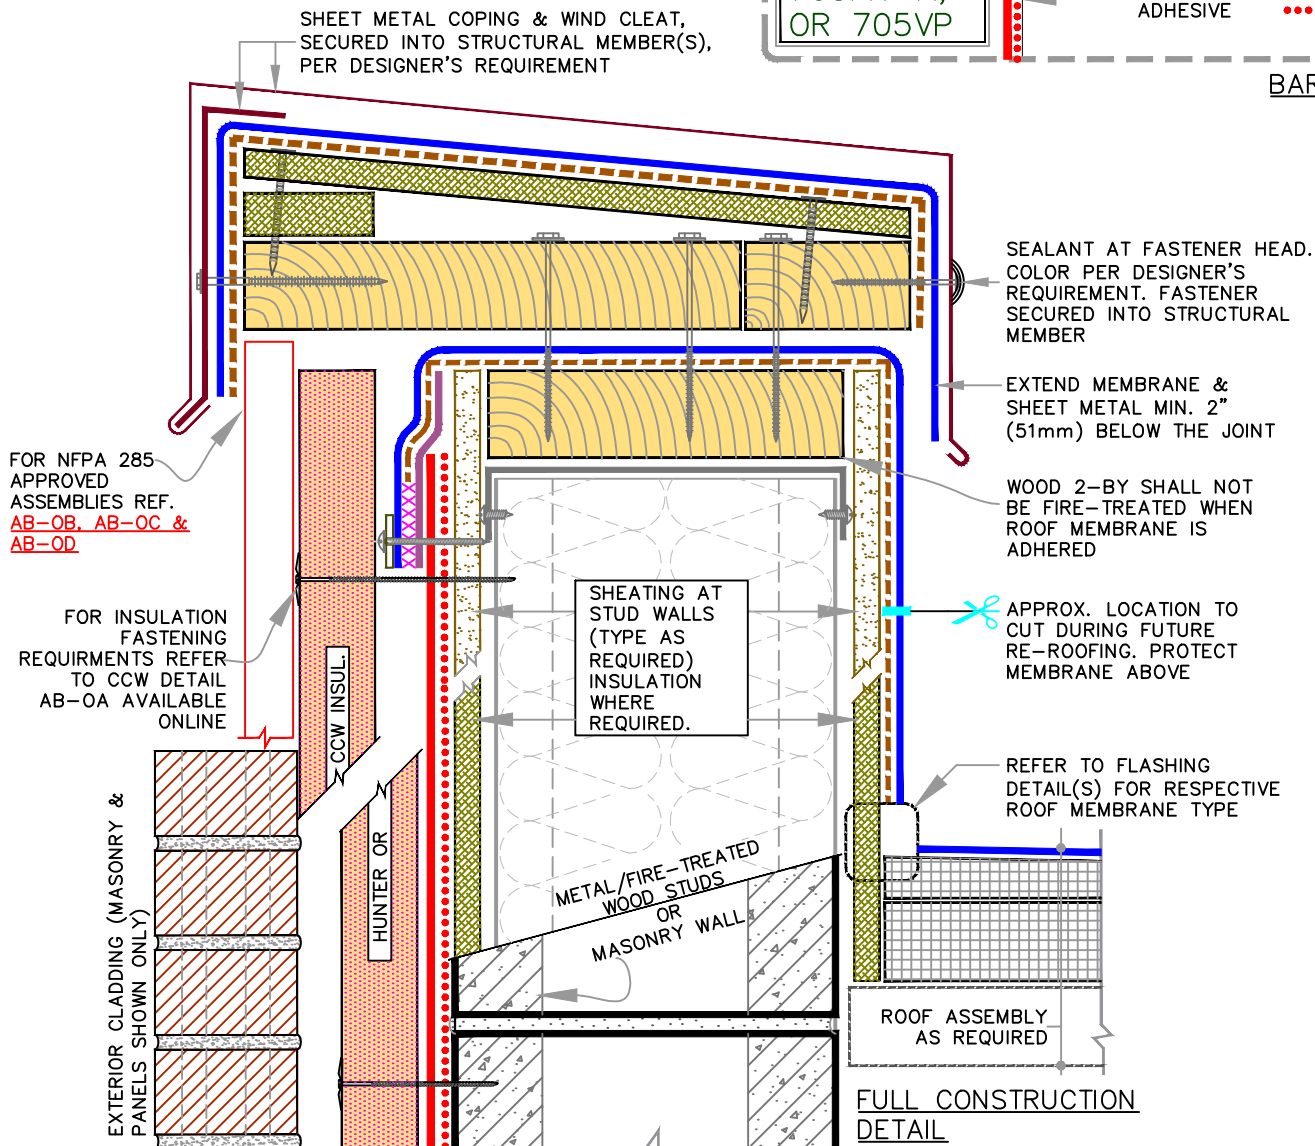 SHEET METAL COPING & WIND CLEAT,
SECURED INTO STRUCTURAL MEMBER(S),
PER DESIGNER'S REQUIREMENT
OR 705VP
ADHESIVE
BAR
SEALANT AT FASTENER HEAD.
COLOR PER DESIGNER'S
REQUIREMENT. FASTENER
SECURED INTO STRUCTURAL
MEMBER
EXTEND MEMBRANE &
SHEET METAL MIN. 2"
(51mm) BELOW THE JOINT
FOR NFPA 285
APPROVED
ASSEMBLIES REF.
AB-OB, AB-OC &
AB-OD
WOOD 2-BY SHALL NOT
BE FIRE-TREATED WHEN
ROOF MEMBRANE IS
ADHERED
SHEATING AT
STUD WALLS
(TYPE AS
REQUIRED)
INSULATION
WHERE
REQUIRED.
APPROX. LOCATION TO
CUT DURING FUTURE
RE-ROOFING. PROTECT
MEMBRANE ABOVE
FOR INSULATION
FASTENING
REQUIRMENTS REFER
TO CCW DETAIL
AB-OA AVAILABLE
ONLINE
CCW INSUL.
HUNTER OR
REFER TO FLASHING
DETAIL(S) FOR RESPECTIVE
ROOF MEMBRANE TYPE
METAL/FIRE-TREATED
WOOD STUDS
OR
MASONRY WALL
EXTERIOR CLADDING (MASONRY &
PANELS SHOWN ONLY)
ROOF ASSEMBLY
AS REQUIRED
FULL CONSTRUCTION
DETAIL